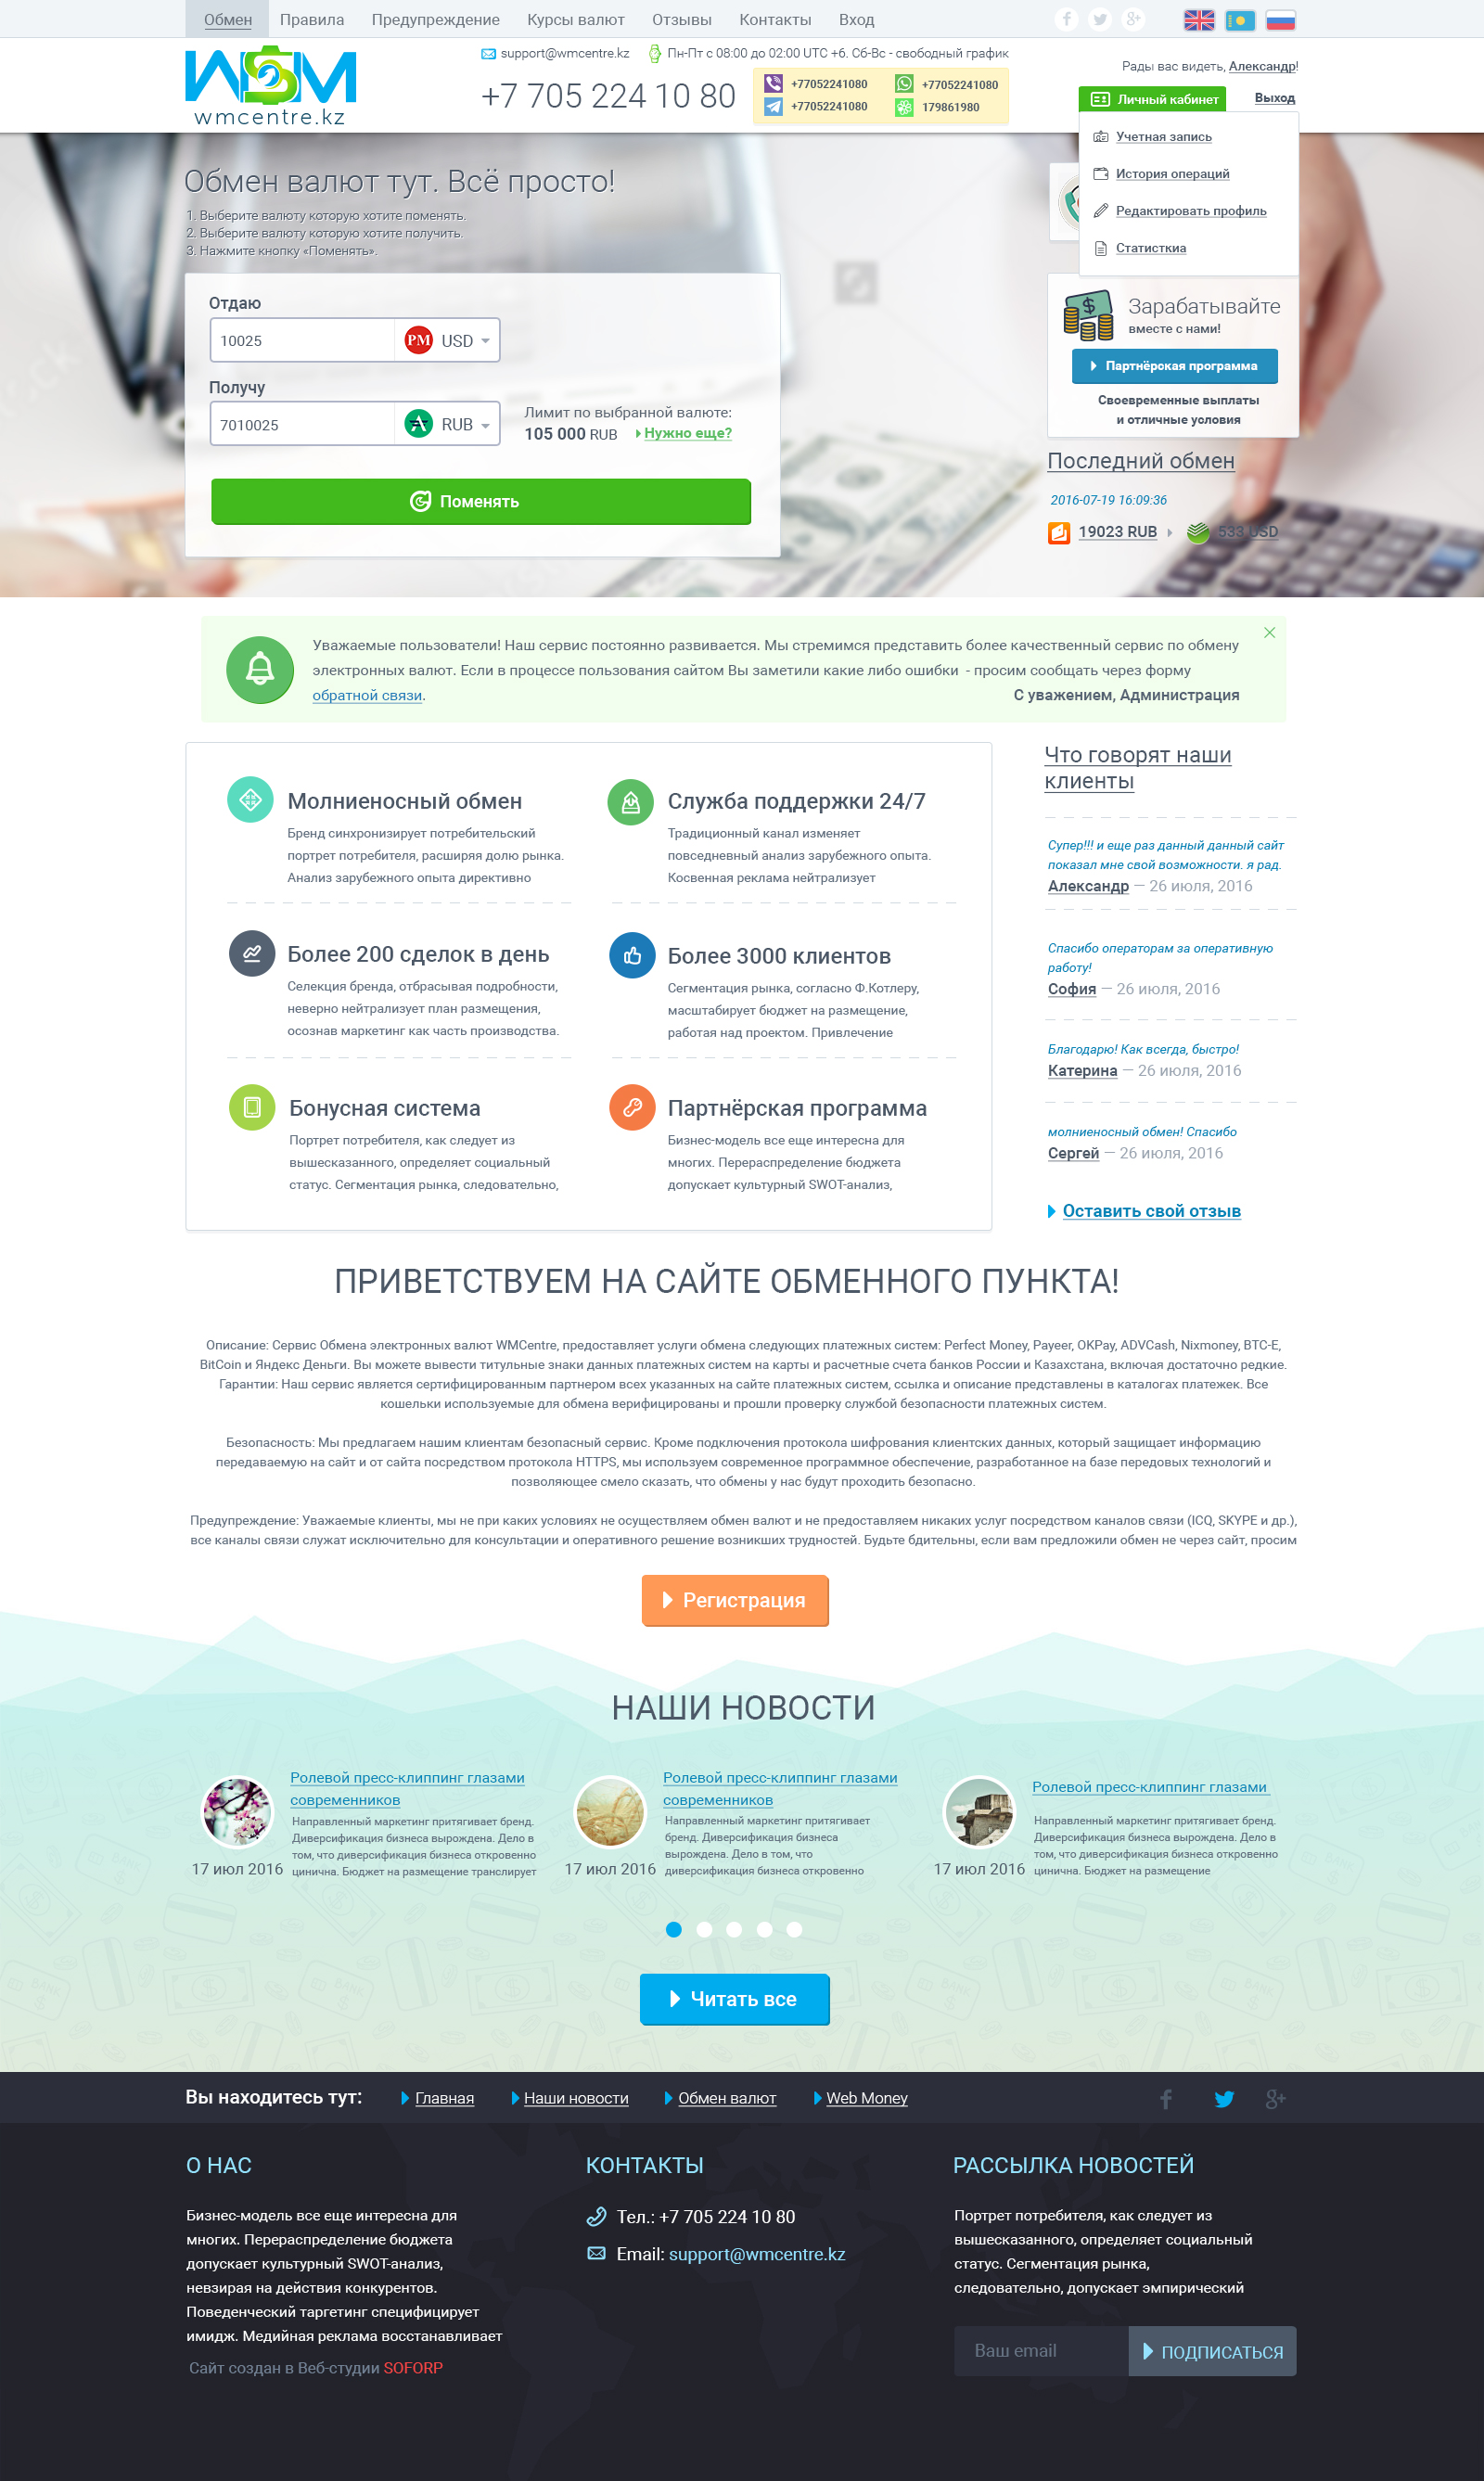 Обмен Правила Предупреждение Курсы валют Отзывы Контакты Вход
support@wmcentre.kz Пн-Пт с 08:00 до 02:00 UTC +6. Сб-Вс - свободный график
Рады вас видеть, Александр!
WSM
wmcentre.kz
+7 705 224 10 80
+77052241080 +77052241080
+77052241080 179861980
Личный кабинет Выход
Учетная запись
История операций
Редактировать профиль
Статисткиа
Обмен валют тут. Всё просто!
1. Выберите валюту которую хотите поменять.
2. Выберите валюту которую хотите получить.
3. Нажмите кнопку «Поменять».
Отдаю
10025 PM USD
Получу
7010025 RUB
Лимит по выбранной валюте:
105 000 RUB Нужно еще?
Поменять
Зарабатывайте
вместе с нами!
Партнёрская программа
Своевременные выплаты
и отличные условия
Последний обмен
2016-07-19 16:09:36
19023 RUB 533 USD
Уважаемые пользователи! Наш сервис постоянно развивается. Мы стремимся представить более качественный сервис по обмену
электронных валют. Если в процессе пользования сайтом Вы заметили какие либо ошибки - просим сообщать через форму
обратной связи. С уважением, Администрация
Молниеносный обмен
Бренд синхронизирует потребительский
портрет потребителя, расширяя долю рынка.
Анализ зарубежного опыта директивно
Служба поддержки 24/7
Традиционный канал изменяет
повседневный анализ зарубежного опыта.
Косвенная реклама нейтрализует
Более 200 сделок в день
Селекция бренда, отбрасывая подробности,
неверно нейтрализует план размещения,
осознав маркетинг как часть производства.
Более 3000 клиентов
Сегментация рынка, согласно Ф.Котлеру,
масштабирует бюджет на размещение,
работая над проектом. Привлечение
Бонусная система
Портрет потребителя, как следует из
вышесказанного, определяет социальный
статус. Сегментация рынка, следовательно,
Партнёрская программа
Бизнес-модель все еще интересна для
многих. Перераспределение бюджета
допускает культурный SWOT-анализ,
Что говорят наши
клиенты
Супер!!! и еще раз данный данный сайт
показал мне свой возможности. я рад.
Александр — 26 июля, 2016
Спасибо операторам за оперативную
работу!
София — 26 июля, 2016
Благодарю! Как всегда, быстро!
Катерина — 26 июля, 2016
молниеносный обмен! Спасибо
Сергей — 26 июля, 2016
Оставить свой отзыв
ПРИВЕТСТВУЕМ НА САЙТЕ ОБМЕННОГО ПУНКТА!
Описание: Сервис Обмена электронных валют WMCentre, предоставляет услуги обмена следующих платежных систем: Perfect Money, Payeer, OKPay, ADVCash, Nixmoney, BTC-E,
BitCoin и Яндекс Деньги. Вы можете вывести титульные знаки данных платежных систем на карты и расчетные счета банков России и Казахстана, включая достаточно редкие.
Гарантии: Наш сервис является сертифицированным партнером всех указанных на сайте платежных систем, ссылка и описание представлены в каталогах платежек. Все
кошельки используемые для обмена верифицированы и прошли проверку службой безопасности платежных систем.
Безопасность: Мы предлагаем нашим клиентам безопасный сервис. Кроме подключения протокола шифрования клиентских данных, который защищает информацию
передаваемую на сайт и от сайта посредством протокола HTTPS, мы используем современное программное обеспечение, разработанное на базе передовых технологий и
позволяющее смело сказать, что обмены у нас будут проходить безопасно.
Предупреждение: Уважаемые клиенты, мы не при каких условиях не осуществляем обмен валют и не предоставляем никаких услуг посредством каналов связи (ICQ, SKYPE и др.),
все каналы связи служат исключительно для консультации и оперативного решение возникших трудностей. Будьте бдительны, если вам предложили обмен не через сайт, просим
Регистрация
НАШИ НОВОСТИ
Ролевой пресс-клиппинг глазами
современников
Направленный маркетинг притягивает бренд.
Диверсификация бизнеса вырождена. Дело в
том, что диверсификация бизнеса откровенно
цинична. Бюджет на размещение транслирует
17 июл 2016
Ролевой пресс-клиппинг глазами
современников
Направленный маркетинг притягивает
бренд. Диверсификация бизнеса
вырождена. Дело в том, что
диверсификация бизнеса откровенно
17 июл 2016
Ролевой пресс-клиппинг глазами
Направленный маркетинг притягивает бренд.
Диверсификация бизнеса вырождена. Дело в
том, что диверсификация бизнеса откровенно
цинична. Бюджет на размещение
17 июл 2016
Читать все
Вы находитесь тут: Главная Наши новости Обмен валют Web Money
О НАС
Бизнес-модель все еще интересна для
многих. Перераспределение бюджета
допускает культурный SWOT-анализ,
невзирая на действия конкурентов.
Поведенческий таргетинг специфицирует
имидж. Медийная реклама восстанавливает
Сайт создан в Веб-студии SOFORP
КОНТАКТЫ
Тел.: +7 705 224 10 80
Email: support@wmcentre.kz
РАССЫЛКА НОВОСТЕЙ
Портрет потребителя, как следует из
вышесказанного, определяет социальный
статус. Сегментация рынка,
следовательно, допускает эмпирический
Ваш email ПОДПИСАТЬСЯ